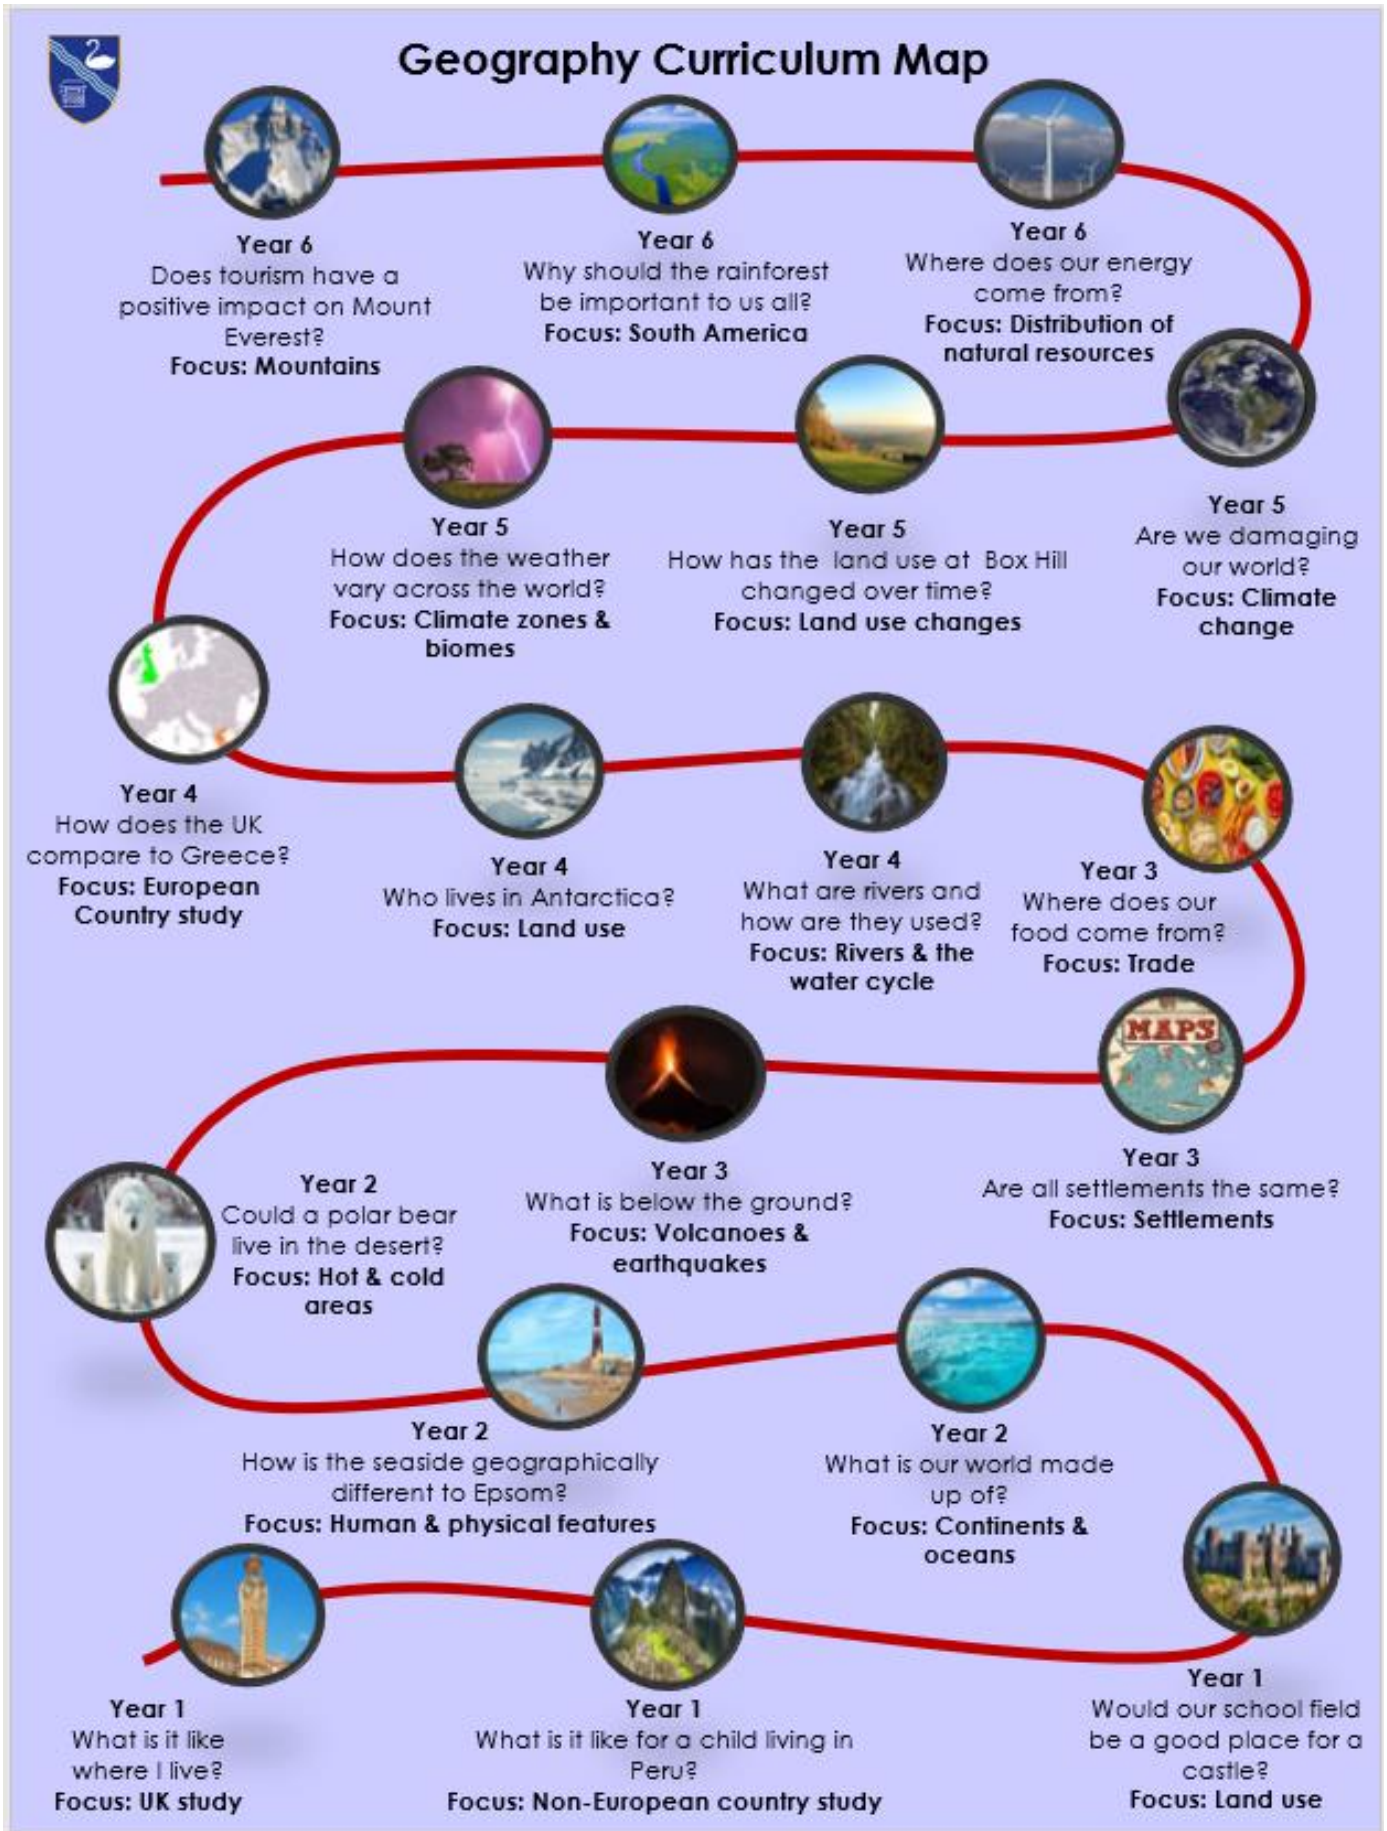 Geography Curriculum Map
Year 6
Does tourism have a
positive impact on Mount
Everest?
Focus: Mountains
Year 6
Why should the rainforest
be important to us all?
Focus: South America
Year 6
Where does our energy
come from?
Focus: Distribution of
natural resources
Year 5
How does the weather
vary across the world?
Focus: Climate zones &
biomes
Year 5
How has the land use at Box Hill
changed over time?
Focus: Land use changes
Year 5
Are we damaging
our world?
Focus: Climate
change
Year 4
How does the UK
compare to Greece?
Focus: European
Country study
Year 4
Who lives in Antarctica?
Focus: Land use
Year 4
What are rivers and
how are they used?
Focus: Rivers & the
water cycle
Year 3
Where does our
food come from?
Focus: Trade
MAPS
Year 2
Could a polar bear
live in the desert?
Focus: Hot & cold
areas
Year 3
What is below the ground?
Focus: Volcanoes &
earthquakes
Year 3
Are all settlements the same?
Focus: Settlements
Year 2
How is the seaside geographically
different to Epsom?
Focus: Human & physical features
Year 2
What is our world made
up of?
Focus: Continents &
oceans
Year 1
What is it like
where I live?
Focus: UK study
Year 1
What is it like for a child living in
Peru?
Focus: Non-European country study
Year 1
Would our school field
be a good place for a
castle?
Focus: Land use